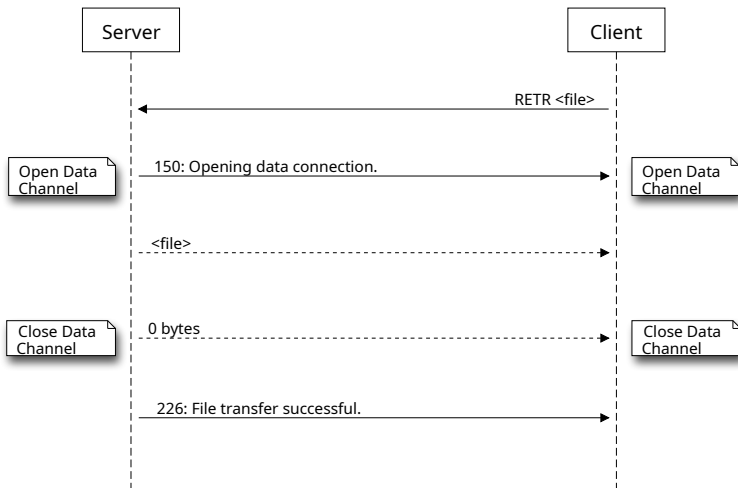 Server
Client
RETR <file>
Open Data
Channel
150: Opening data connection.
Open Data
Channel
<file>
Close Data
Channel
0 bytes
Close Data
Channel
226: File transfer successful.